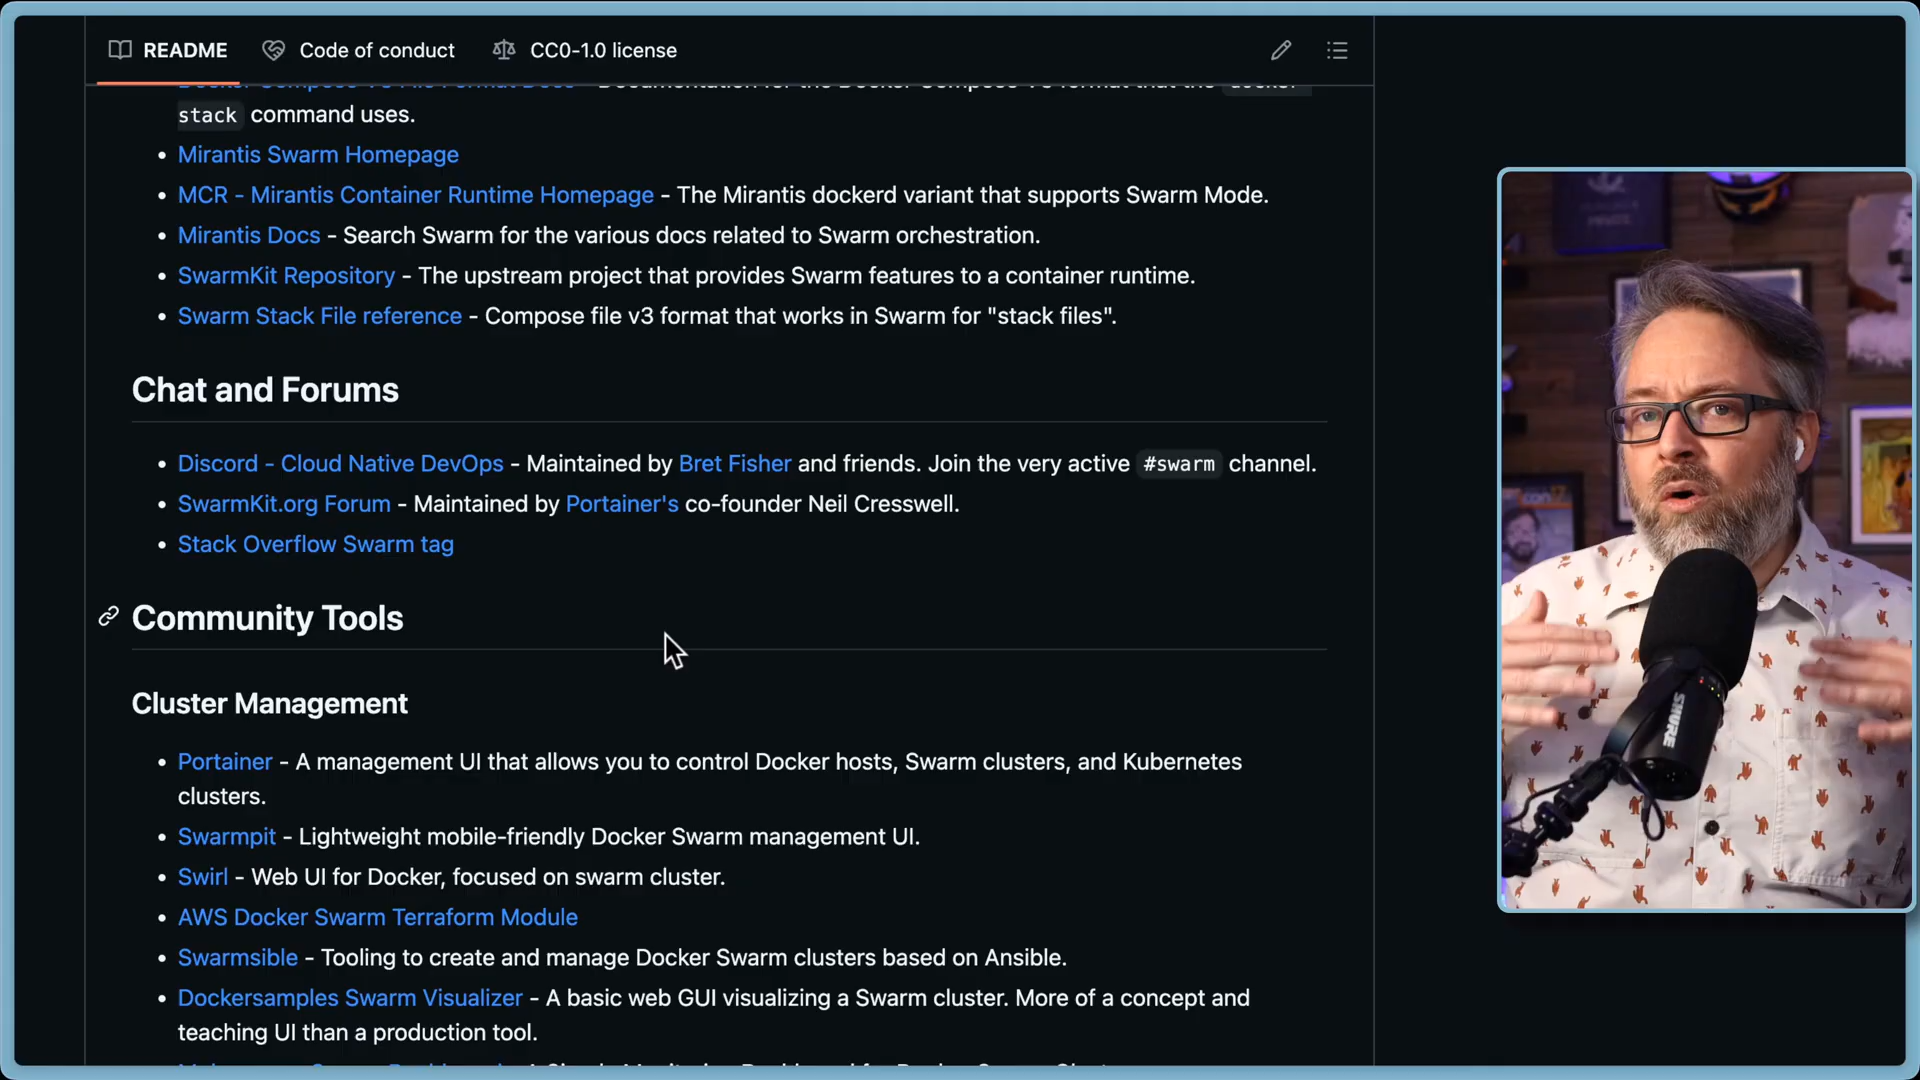 README
Code of conduct
CC0-1.0 license
stack command uses.
Mirantis Swarm Homepage
MCR - Mirantis Container Runtime Homepage - The Mirantis dockerd variant that supports Swarm Mode.
Mirantis Docs - Search Swarm for the various docs related to Swarm orchestration.
SwarmKit Repository - The upstream project that provides Swarm features to a container runtime.
Swarm Stack File reference - Compose file v3 format that works in Swarm for "stack files".
Chat and Forums
Discord - Cloud Native DevOps - Maintained by Bret Fisher and friends. Join the very active #swarm channel.
SwarmKit.org Forum - Maintained by Portainer's co-founder Neil Cresswell.
Stack Overflow Swarm tag
Community Tools
Cluster Management
Portainer - A management UI that allows you to control Docker hosts, Swarm clusters, and Kubernetes
clusters.
Swarmpit - Lightweight mobile-friendly Docker Swarm management UI.
Swirl - Web UI for Docker, focused on swarm cluster.
AWS Docker Swarm Terraform Module
Swarmsible - Tooling to create and manage Docker Swarm clusters based on Ansible.
Dockersamples Swarm Visualizer - A basic web GUI visualizing a Swarm cluster. More of a concept and
teaching UI than a production tool.
SHURE